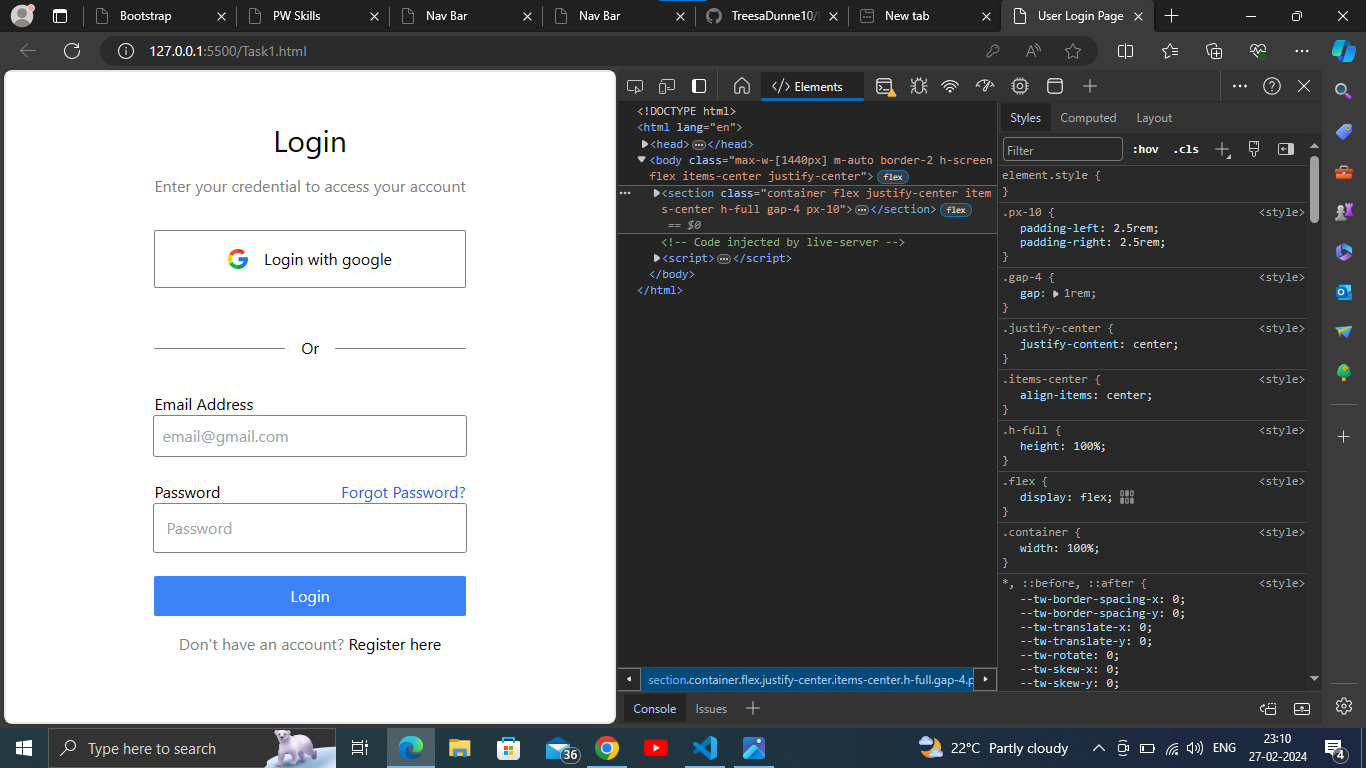 Bootstrap
PW Skills
Nav Bar
Nav Bar
TreesaDunne10/
New tab
User Login Page
127.0.0.1:5500/Task1.html
Login
Enter your credential to access your account
Login with google
Or
Email Address
email@gmail.com
Password
Forgot Password?
Password
Login
Don't have an account? Register here
Elements
<!DOCTYPE html>
<html lang="en">
<head> </head>
<body class="max-w-[1440px] m-auto border-2 h-screen
flex items-center justify-center"> flex
<section class="container flex justify-center item
s-center h-full gap-4 px-10"> </section> flex
== $0
<!-- Code injected by live-server -->
<script> </script>
</body>
</html>
section.container.flex.justify-center.items-center.h-full.gap-4.p
Styles
Computed
Layout
Filter
:hov
.cls
element.style {
}
.px-10 { <style>
padding-left: 2.5rem;
padding-right: 2.5rem;
}
.gap-4 { <style>
gap: 1rem;
}
.justify-center { <style>
justify-content: center;
}
.items-center { <style>
align-items: center;
}
.h-full { <style>
height: 100%;
}
.flex { <style>
display: flex;
}
.container { <style>
width: 100%;
}
*, ::before, ::after { <style>
--tw-border-spacing-x: 0;
--tw-border-spacing-y: 0;
--tw-translate-x: 0;
--tw-translate-y: 0;
--tw-rotate: 0;
--tw-skew-x: 0;
--tw-skew-y: 0;
Console
Issues
Type here to search
36
22°C Partly cloudy
ENG
23:10
27-02-2024
4